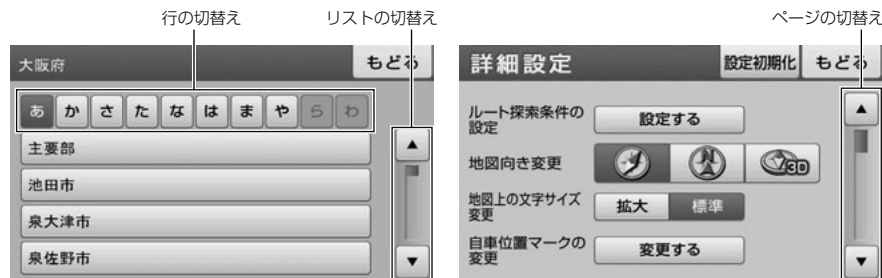 行の切替え
リストの切替え
大阪府
もどる
あ か さ た な は ま や ら わ
主要部
池田市
泉大津市
泉佐野市
ページの切替え
詳細設定
設定初期化
もどる
ルート探索条件の
設定
設定する
地図向き変更
N
3D
地図上の文字サイズ
変更
拡大
標準
自車位置マークの
変更
変更する